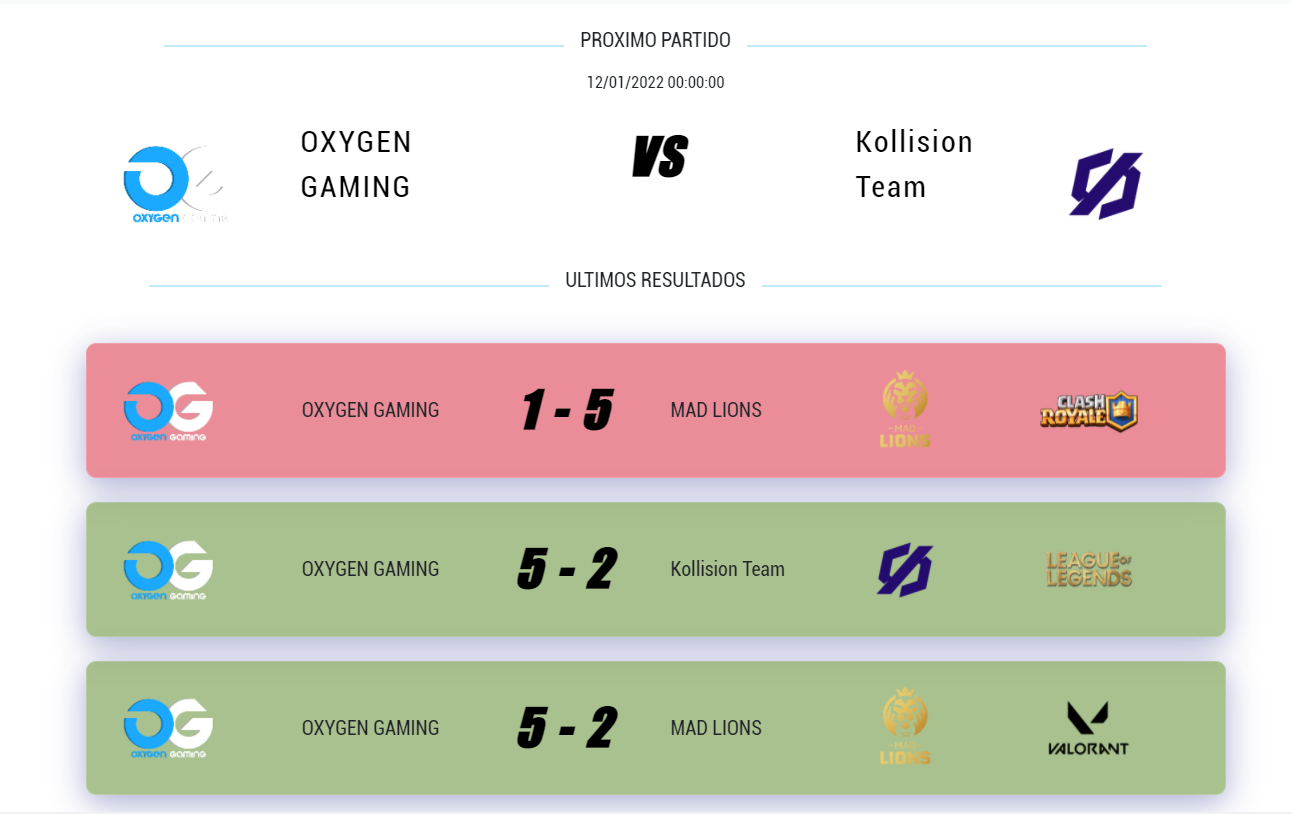 PROXIMO PARTIDO
12/01/2022 00:00:00
OXYGEN GAMING
OXYGEN
GAMING
VS
Kollision
Team
ULTIMOS RESULTADOS
OXYGEN GAMING
OXYGEN GAMING
1 - 5
MAD LIONS
-MAD-
LIONS
CLASH
ROYALE
OXYGEN GAMING
OXYGEN GAMING
5 - 2
Kollision Team
LEAGUE OF
LEGENDS
OXYGEN GAMING
OXYGEN GAMING
5 - 2
MAD LIONS
-MAD-
LIONS
VALORANT